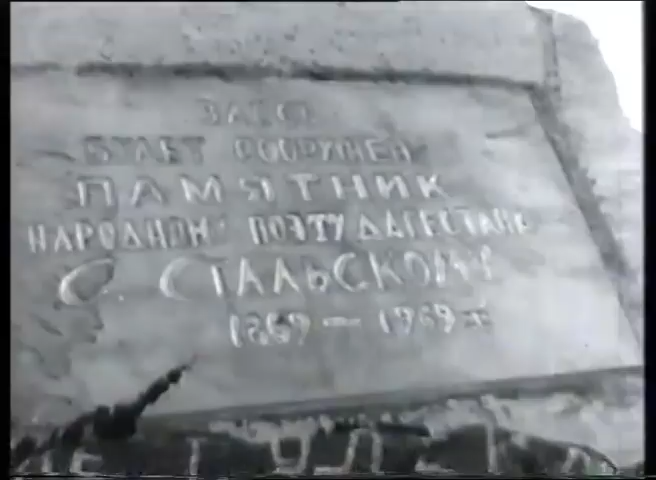 ЗДЕСЬ
БУДЕТ СООРУЖЕН
ПАМЯТНИК
НАРОДНОМУ ПОЭТУ ДАГЕСТАНА
С. СТАЛЬСКОМУ
1869 — 1969